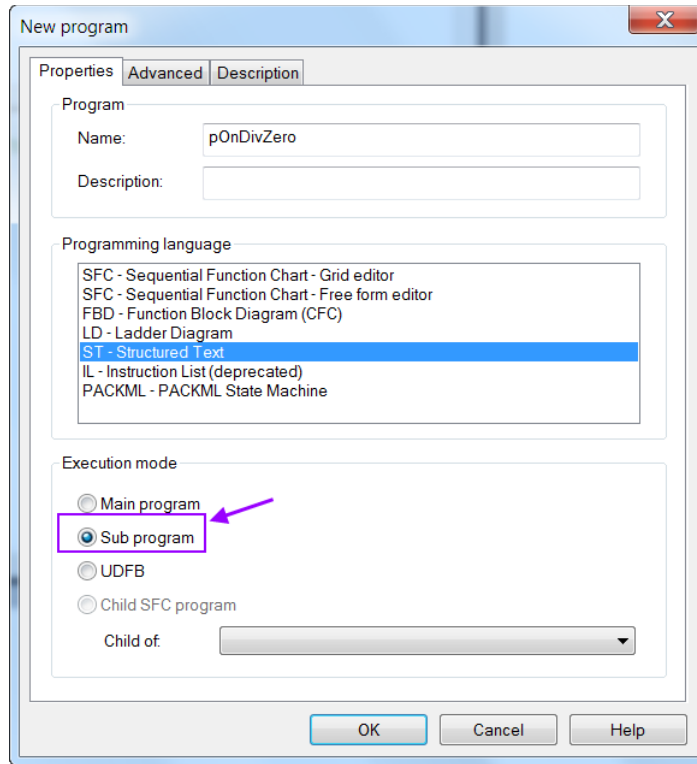 New program
Properties Advanced Description
Program
Name: pOnDivZero
Description:
Programming language
SFC - Sequential Function Chart - Grid editor
SFC - Sequential Function Chart - Free form editor
FBD - Function Block Diagram (CFC)
LD - Ladder Diagram
ST - Structured Text
IL - Instruction List (deprecated)
PACKML - PACKML State Machine
Execution mode
Main program
Sub program
UDFB
Child SFC program
Child of:
OK Cancel Help